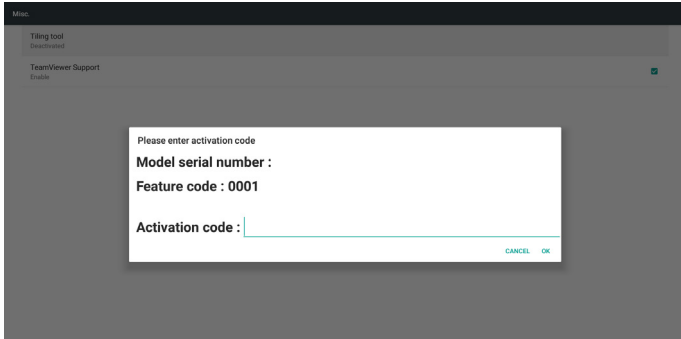 Misc.
Tiling tool
Deactivated
TeamViewer Support
Enable
Please enter activation code
Model serial number :
Feature code : 0001
Activation code :
CANCEL OK